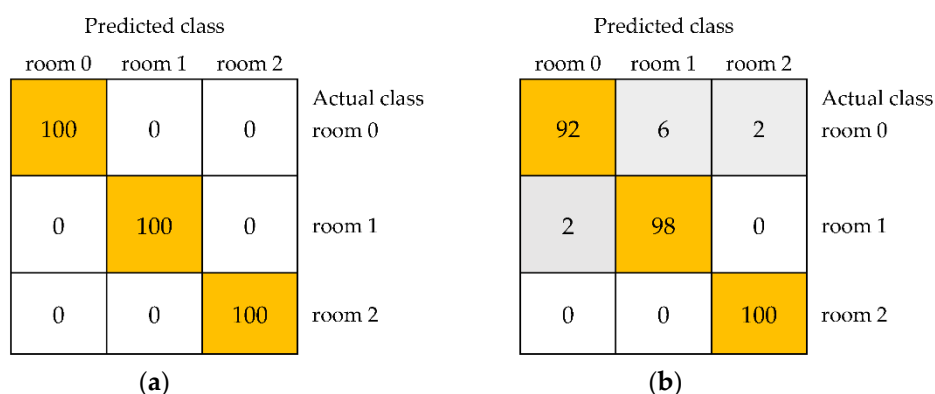 Predicted class
room 0 room 1 room 2
Actual class
100 0 0 room 0
0 100 0 room 1
0 0 100 room 2
(a)
Predicted class
room 0 room 1 room 2
Actual class
92 6 2 room 0
2 98 0 room 1
0 0 100 room 2
(b)